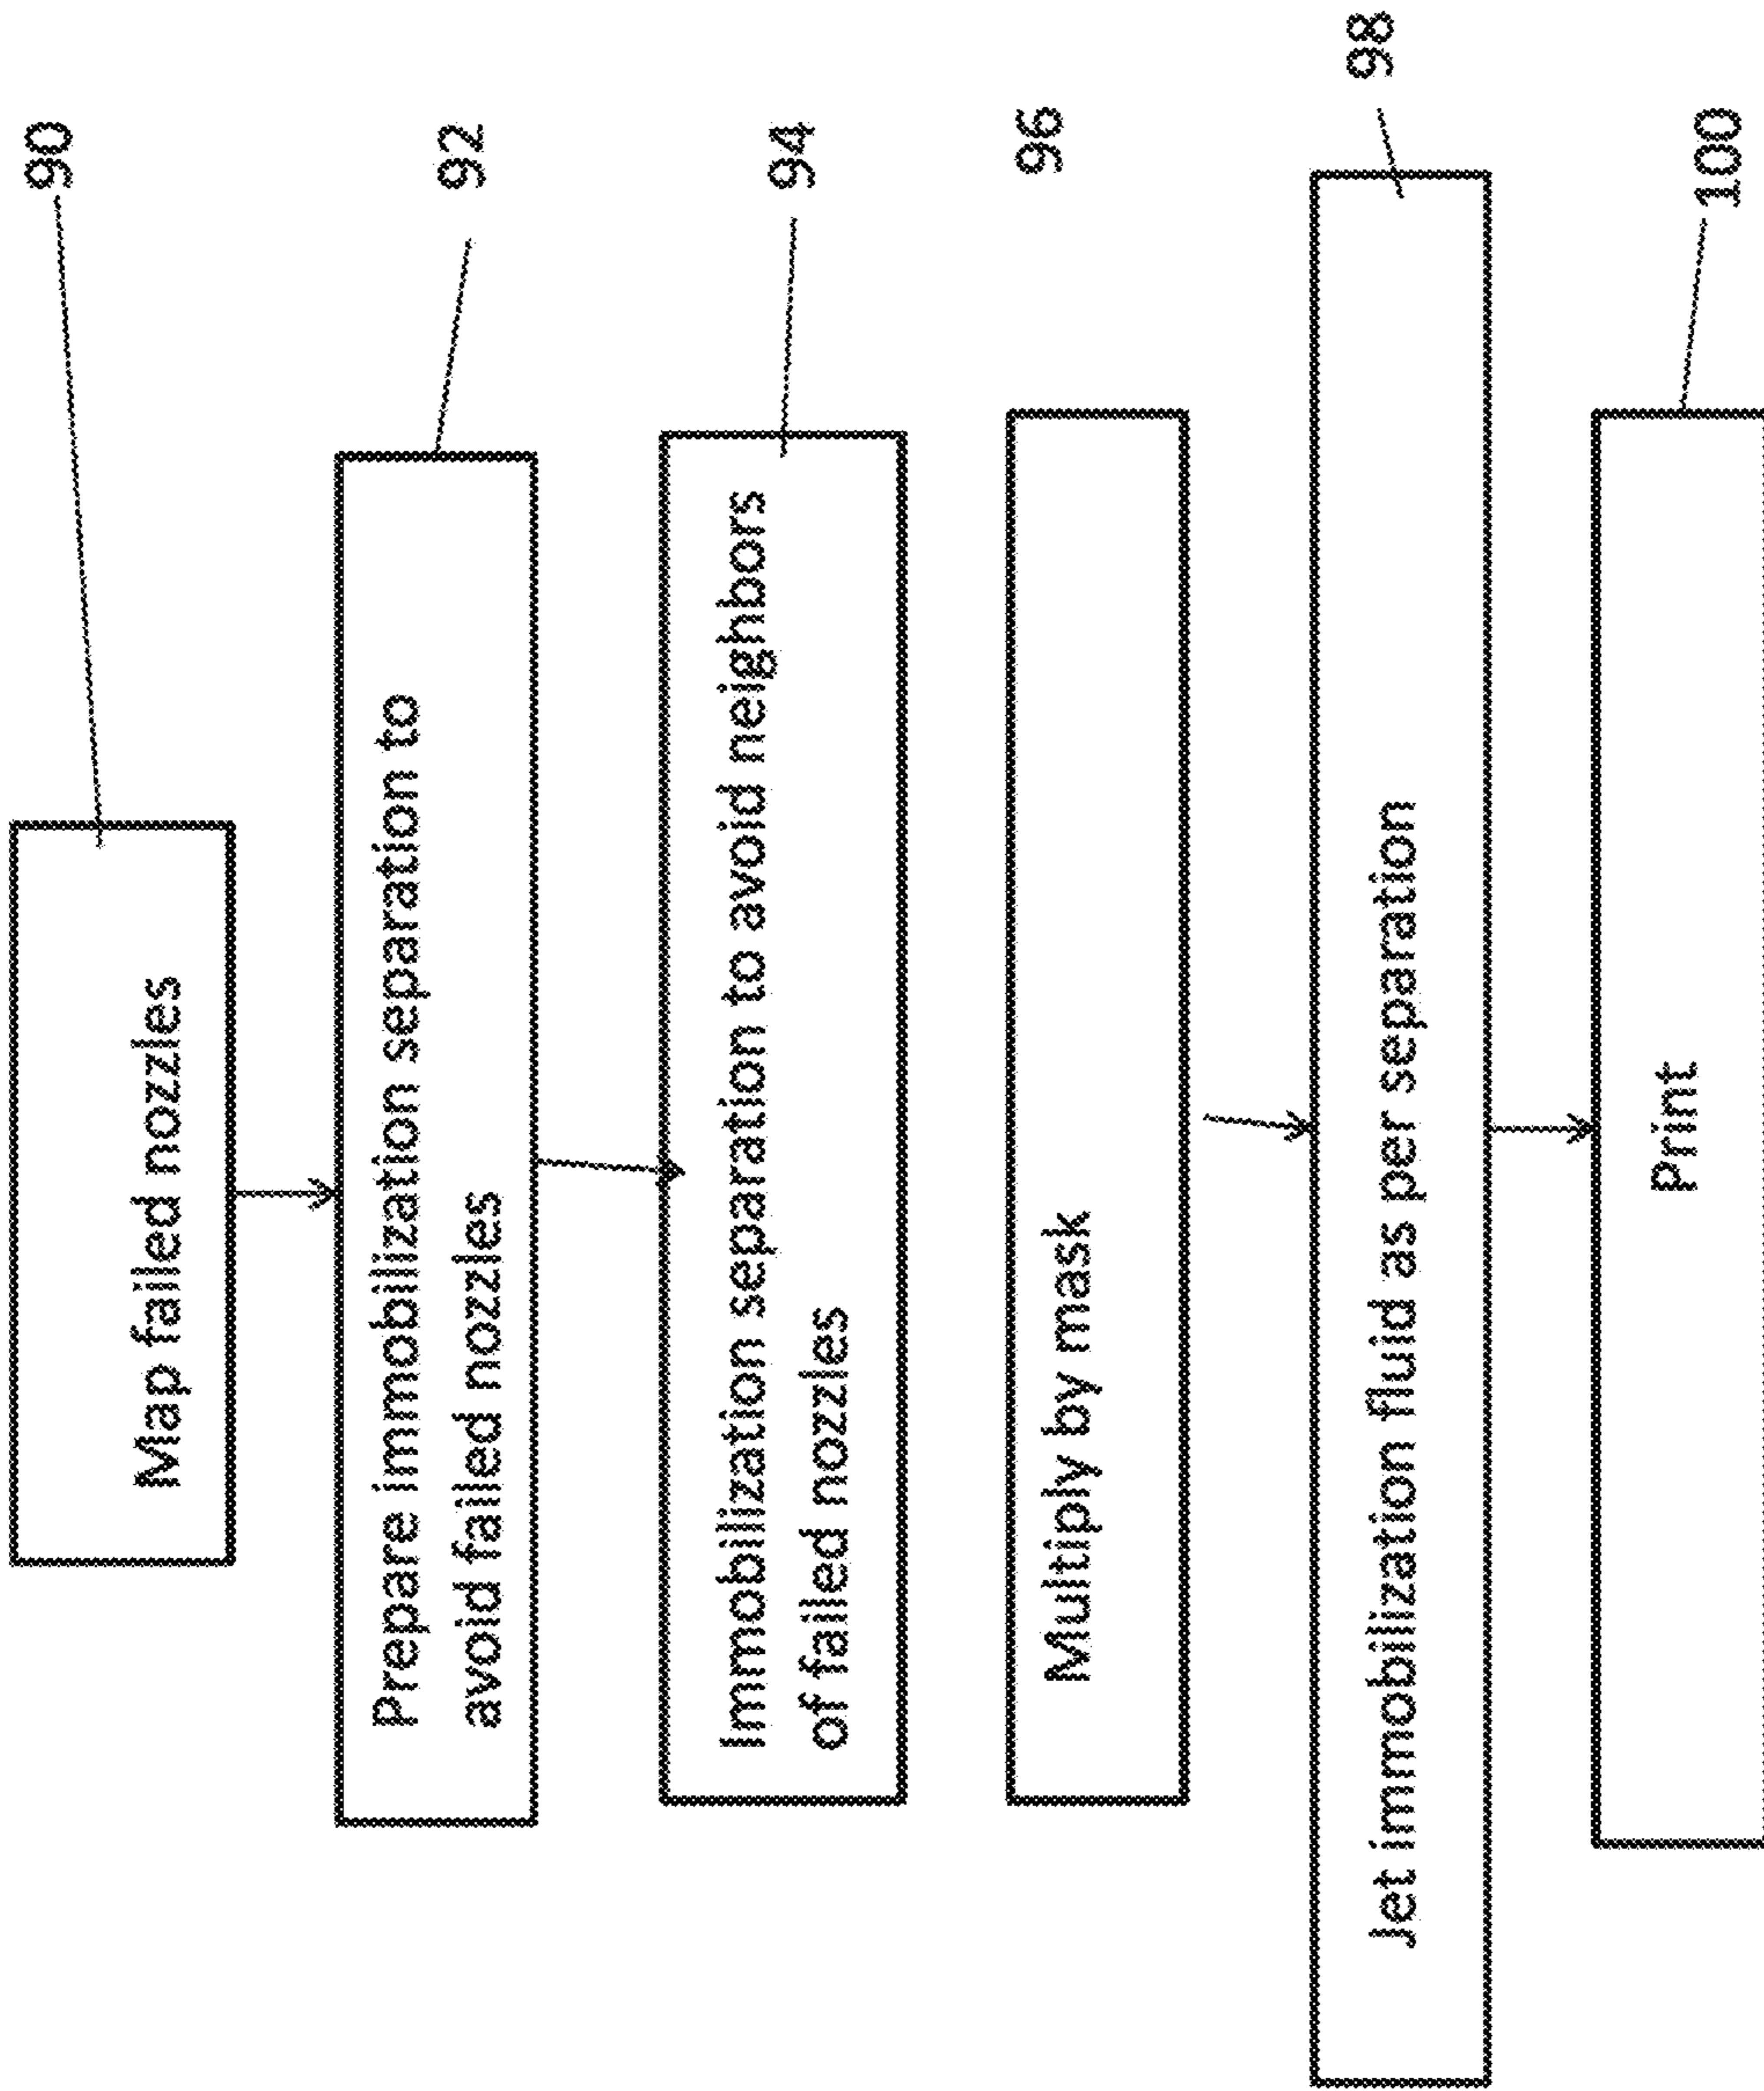 Map failed nozzles
90
Prepare immobilization separation to
avoid failed nozzles
92
Immobilization separation to avoid neighbors
of failed nozzles
94
Multiply by mask
96
Jet immobilization fluid as per separation
98
Print
100